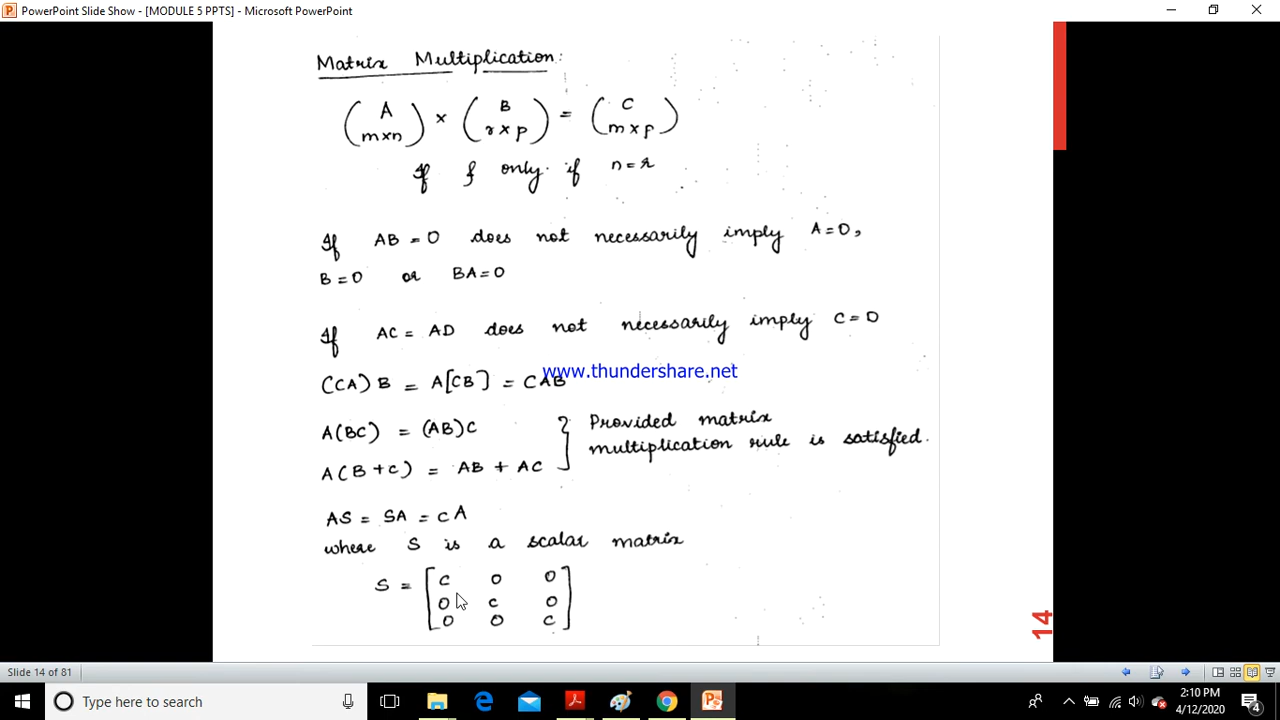 PowerPoint Slide Show - [MODULE 5 PPTS] - Microsoft PowerPoint
Matrix Multiplication:
( A m×n ) × ( B r×p ) = ( C m×p )
If & only if n=r
If AB=0 does not necessarily imply A=0,
B=0 or BA=0
If AC= AD does not necessarily imply C=0
www.thundershare.net
(CA)B = A[CB] = CAB
A(BC) = (AB)C } Provided matrix
multiplication rule is satisfied.
A(B+C) = AB + AC
AS = SA = cA
where S is a scalar matrix
S = [ c 0 0
0 c 0
0 0 c ]
14
Slide 14 of 81
Type here to search
2:10 PM
4/12/2020
4